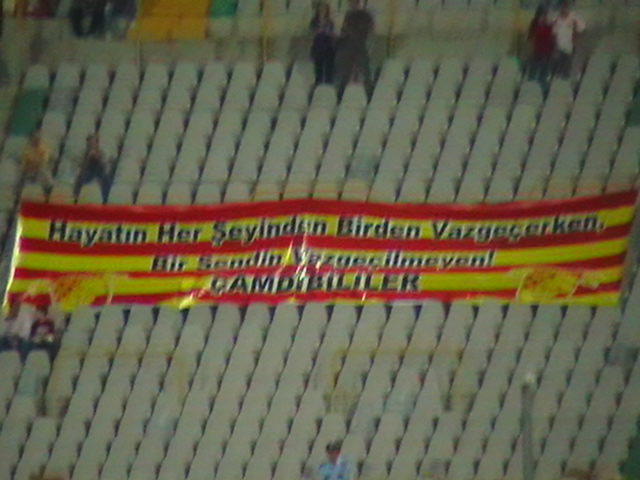 Hayatın Her Şeyinden Birden Vazgeçerken,
Bir Sendin Vazgeçilmeyen!
ÇAMDİBİLİLER